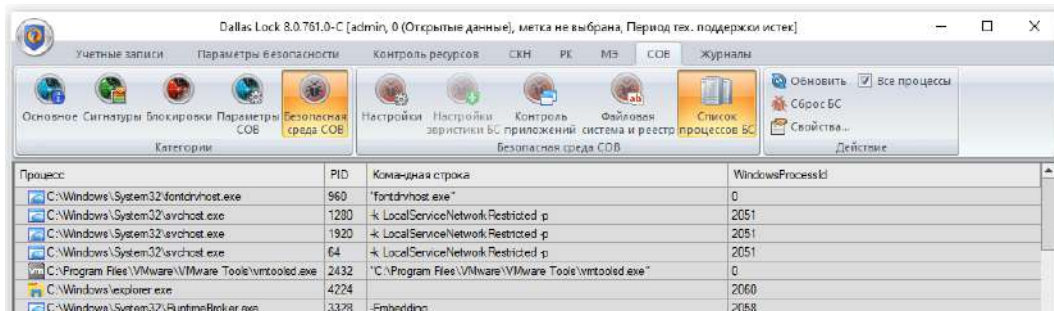 Dallas Lock 8.0.761.0-C [admin, 0 (Открытые данные), метка не выбрана, Период тех. поддержки истек]
Учетные записи Параметры безопасности Контроль ресурсов СКН РК МЭ СОВ Журналы
Основное Сигнатуры Блокировки Параметры СОВ Безопасная среда СОВ
Категории
Настройки Настройки эвристики БС Контроль приложений Файловая система и реестр Список процессов БС
Безопасная среда СОВ
Обновить Все процессы
Сброс БС
Свойства...
Действие
Процесс PID Командная строка WindowsProcessId
C:\Windows\System32\fontdrvhost.exe 960 "fontdrvhost.exe" 0
C:\Windows\System32\svchost.exe 1280 -k LocalServiceNetworkRestricted -p 2051
C:\Windows\System32\svchost.exe 1920 -k LocalServiceNetworkRestricted -p 2051
C:\Windows\System32\svchost.exe 64 -k LocalServiceNetworkRestricted -p 2051
C:\Program Files\VMware\VMware Tools\vmtoolsd.exe 2432 "C:\Program Files\VMware\VMware Tools\vmtoolsd.exe" 0
C:\Windows\explorer.exe 4224 2060
C:\Windows\System32\RuntimeBroker.exe 3328 -Embedding 2058